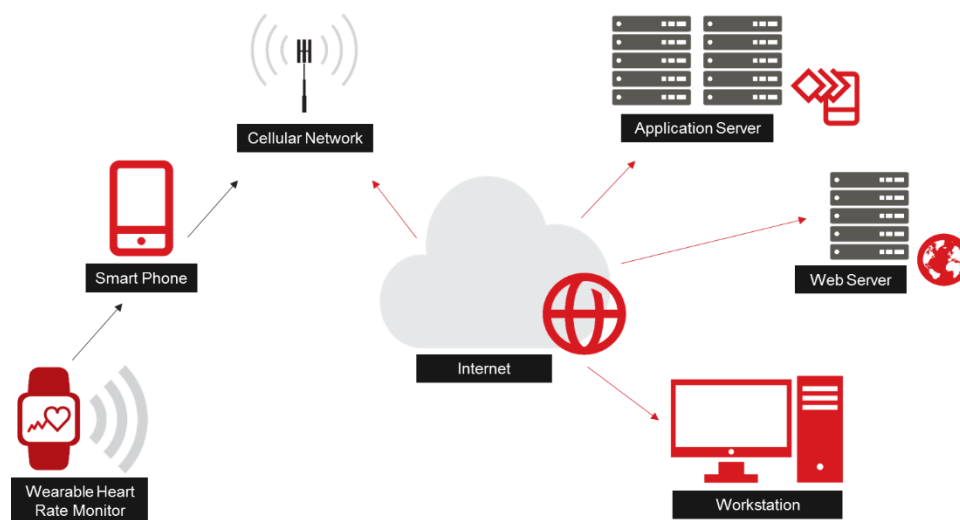 Cellular Network
Application Server
Smart Phone
Web Server
Internet
Wearable Heart
Rate Monitor
Workstation